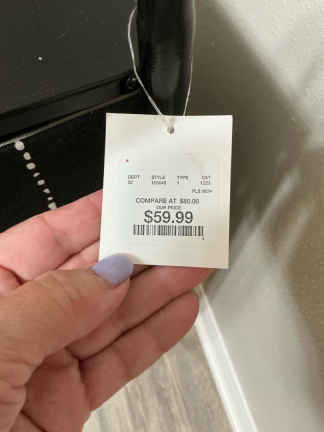 DEPT STYLE TYPE CAT
COMPARE AT $80.00
OUR PRICE
$59.99